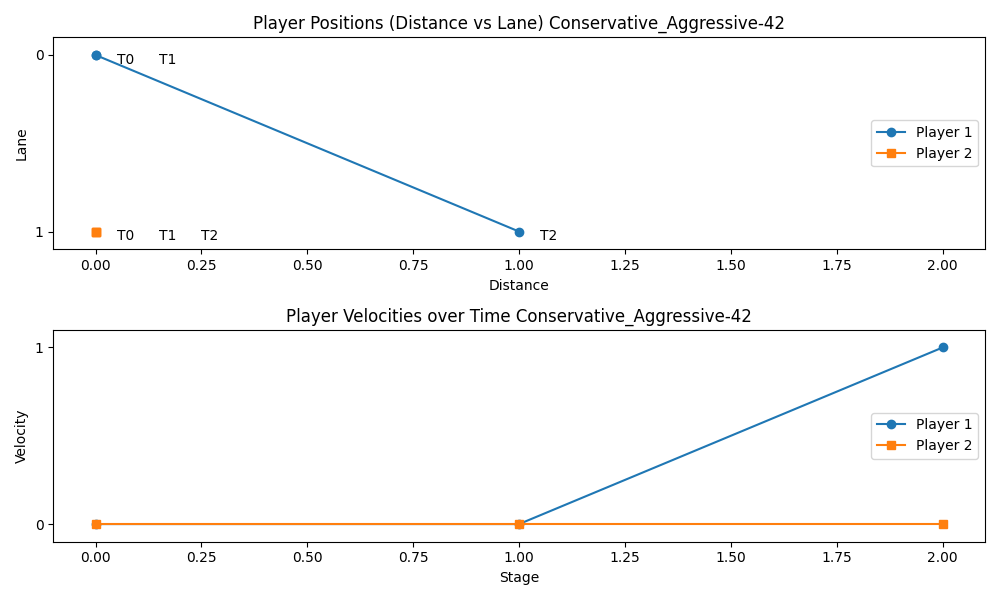 Player Positions (Distance vs Lane) Conservative_Aggressive-42
0
T0 T1
Lane
Player 1
Player 2
1
T0 T1 T2
T2
0.00 0.25 0.50 0.75 1.00 1.25 1.50 1.75 2.00
Distance
Player Velocities over Time Conservative_Aggressive-42
1
Velocity
Player 1
Player 2
0
0.00 0.25 0.50 0.75 1.00 1.25 1.50 1.75 2.00
Stage